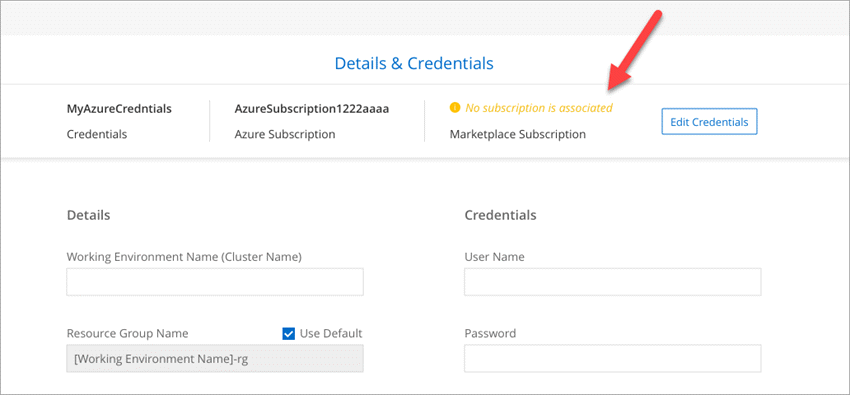 Details & Credentials
MyAzureCredntials
AzureSubscription1222aaaa
No subscription is associated
Edit Credentials
Credentials
Azure Subscription
Marketplace Subscription
Details
Credentials
Working Environment Name (Cluster Name)
User Name
Resource Group Name
Use Default
Password
[Working Environment Name]-rg